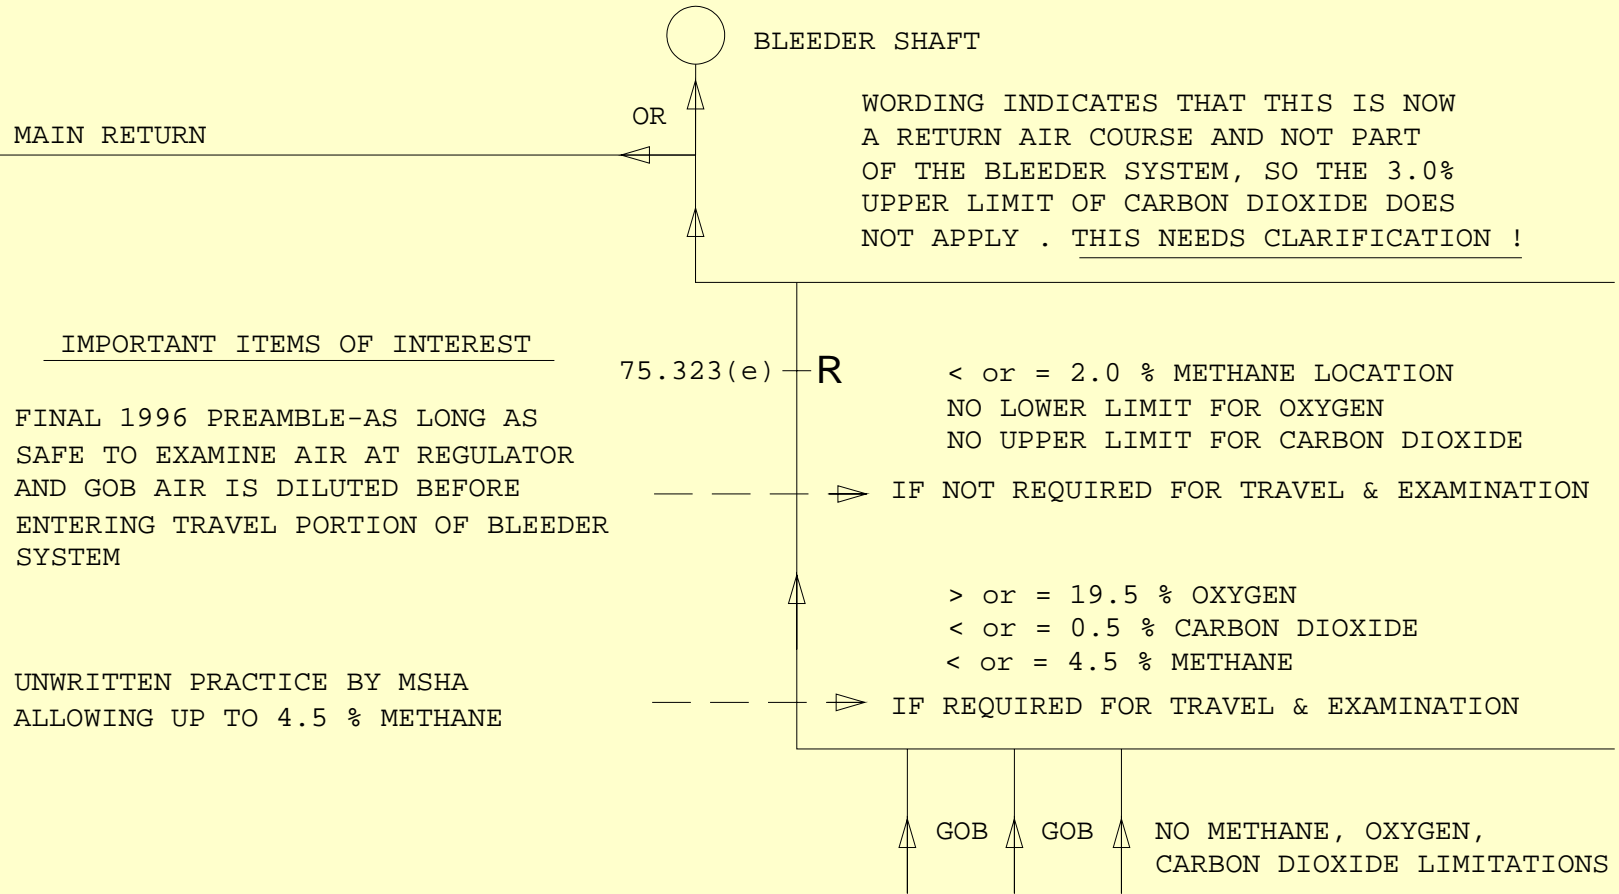 BLEEDER SHAFT
OR
MAIN RETURN
WORDING INDICATES THAT THIS IS NOW
A RETURN AIR COURSE AND NOT PART
OF THE BLEEDER SYSTEM, SO THE 3.0%
UPPER LIMIT OF CARBON DIOXIDE DOES
NOT APPLY . THIS NEEDS CLARIFICATION !
IMPORTANT ITEMS OF INTEREST
75.323(e)
R
< or = 2.0 % METHANE LOCATION
NO LOWER LIMIT FOR OXYGEN
NO UPPER LIMIT FOR CARBON DIOXIDE
FINAL 1996 PREAMBLE-AS LONG AS
SAFE TO EXAMINE AIR AT REGULATOR
AND GOB AIR IS DILUTED BEFORE
ENTERING TRAVEL PORTION OF BLEEDER
SYSTEM
IF NOT REQUIRED FOR TRAVEL & EXAMINATION
> or = 19.5 % OXYGEN
< or = 0.5 % CARBON DIOXIDE
< or = 4.5 % METHANE
UNWRITTEN PRACTICE BY MSHA
ALLOWING UP TO 4.5 % METHANE
IF REQUIRED FOR TRAVEL & EXAMINATION
GOB
GOB
NO METHANE, OXYGEN,
CARBON DIOXIDE LIMITATIONS